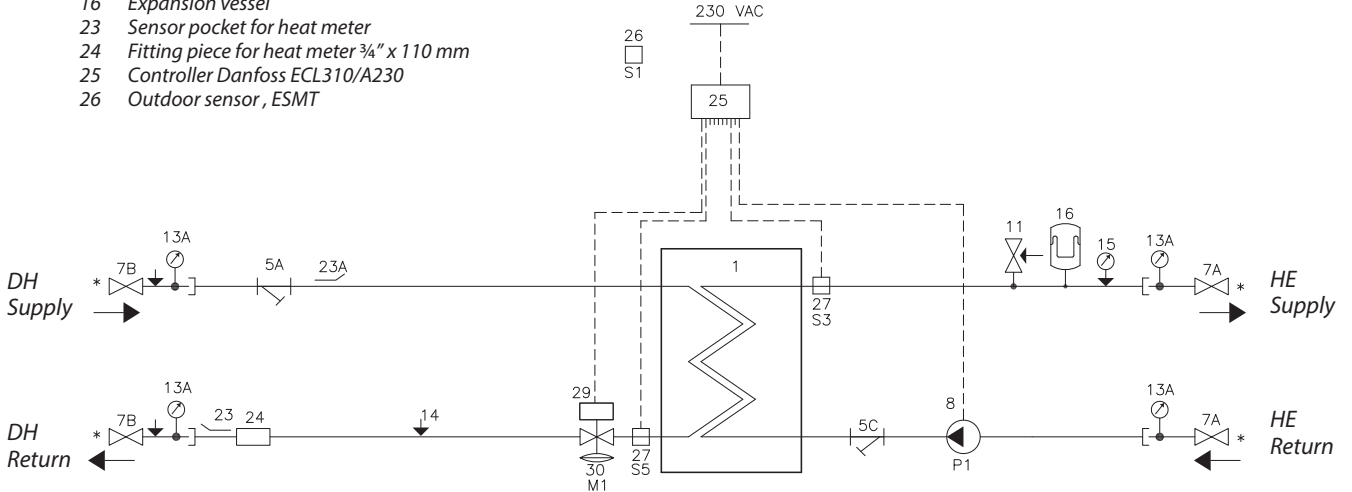 16 Expansion vessel
23 Sensor pocket for heat meter
24 Fitting piece for heat meter ¾" x 110 mm
25 Controller Danfoss ECL310/A230
26 Outdoor sensor , ESMT
230 VAC
26
S1
25
13A
7B
*
5A
23A
1
27
S3
11
16
15
13A
7A
*
DH
Supply
HE
Supply
13A
7B
*
23
24
14
29
30
M1
27
S5
5C
8
P1
13A
7A
*
DH
Return
HE
Return